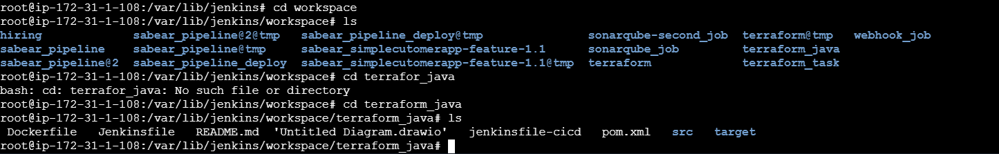 root@ip-172-31-1-108:/var/lib/jenkins# cd workspace
root@ip-172-31-1-108:/var/lib/jenkins/workspace# ls
hiring sabear_pipeline@2@tmp sabear_pipeline_deploy@tmp sonarqube-second_job terraform@tmp webhook_job
sabear_pipeline sabear_pipeline@tmp sabear_simplecutomerapp-feature-1.1 sonarqube_job terraform_java
sabear_pipeline@2 sabear_pipeline_deploy sabear_simplecutomerapp-feature-1.1@tmp terraform terraform_task
root@ip-172-31-1-108:/var/lib/jenkins/workspace# cd terrafor_java
bash: cd: terrafor_java: No such file or directory
root@ip-172-31-1-108:/var/lib/jenkins/workspace# cd terraform_java
root@ip-172-31-1-108:/var/lib/jenkins/workspace/terraform_java# ls
Dockerfile Jenkinsfile README.md 'Untitled Diagram.drawio' jenkinsfile-cicd pom.xml src target
root@ip-172-31-1-108:/var/lib/jenkins/workspace/terraform_java#